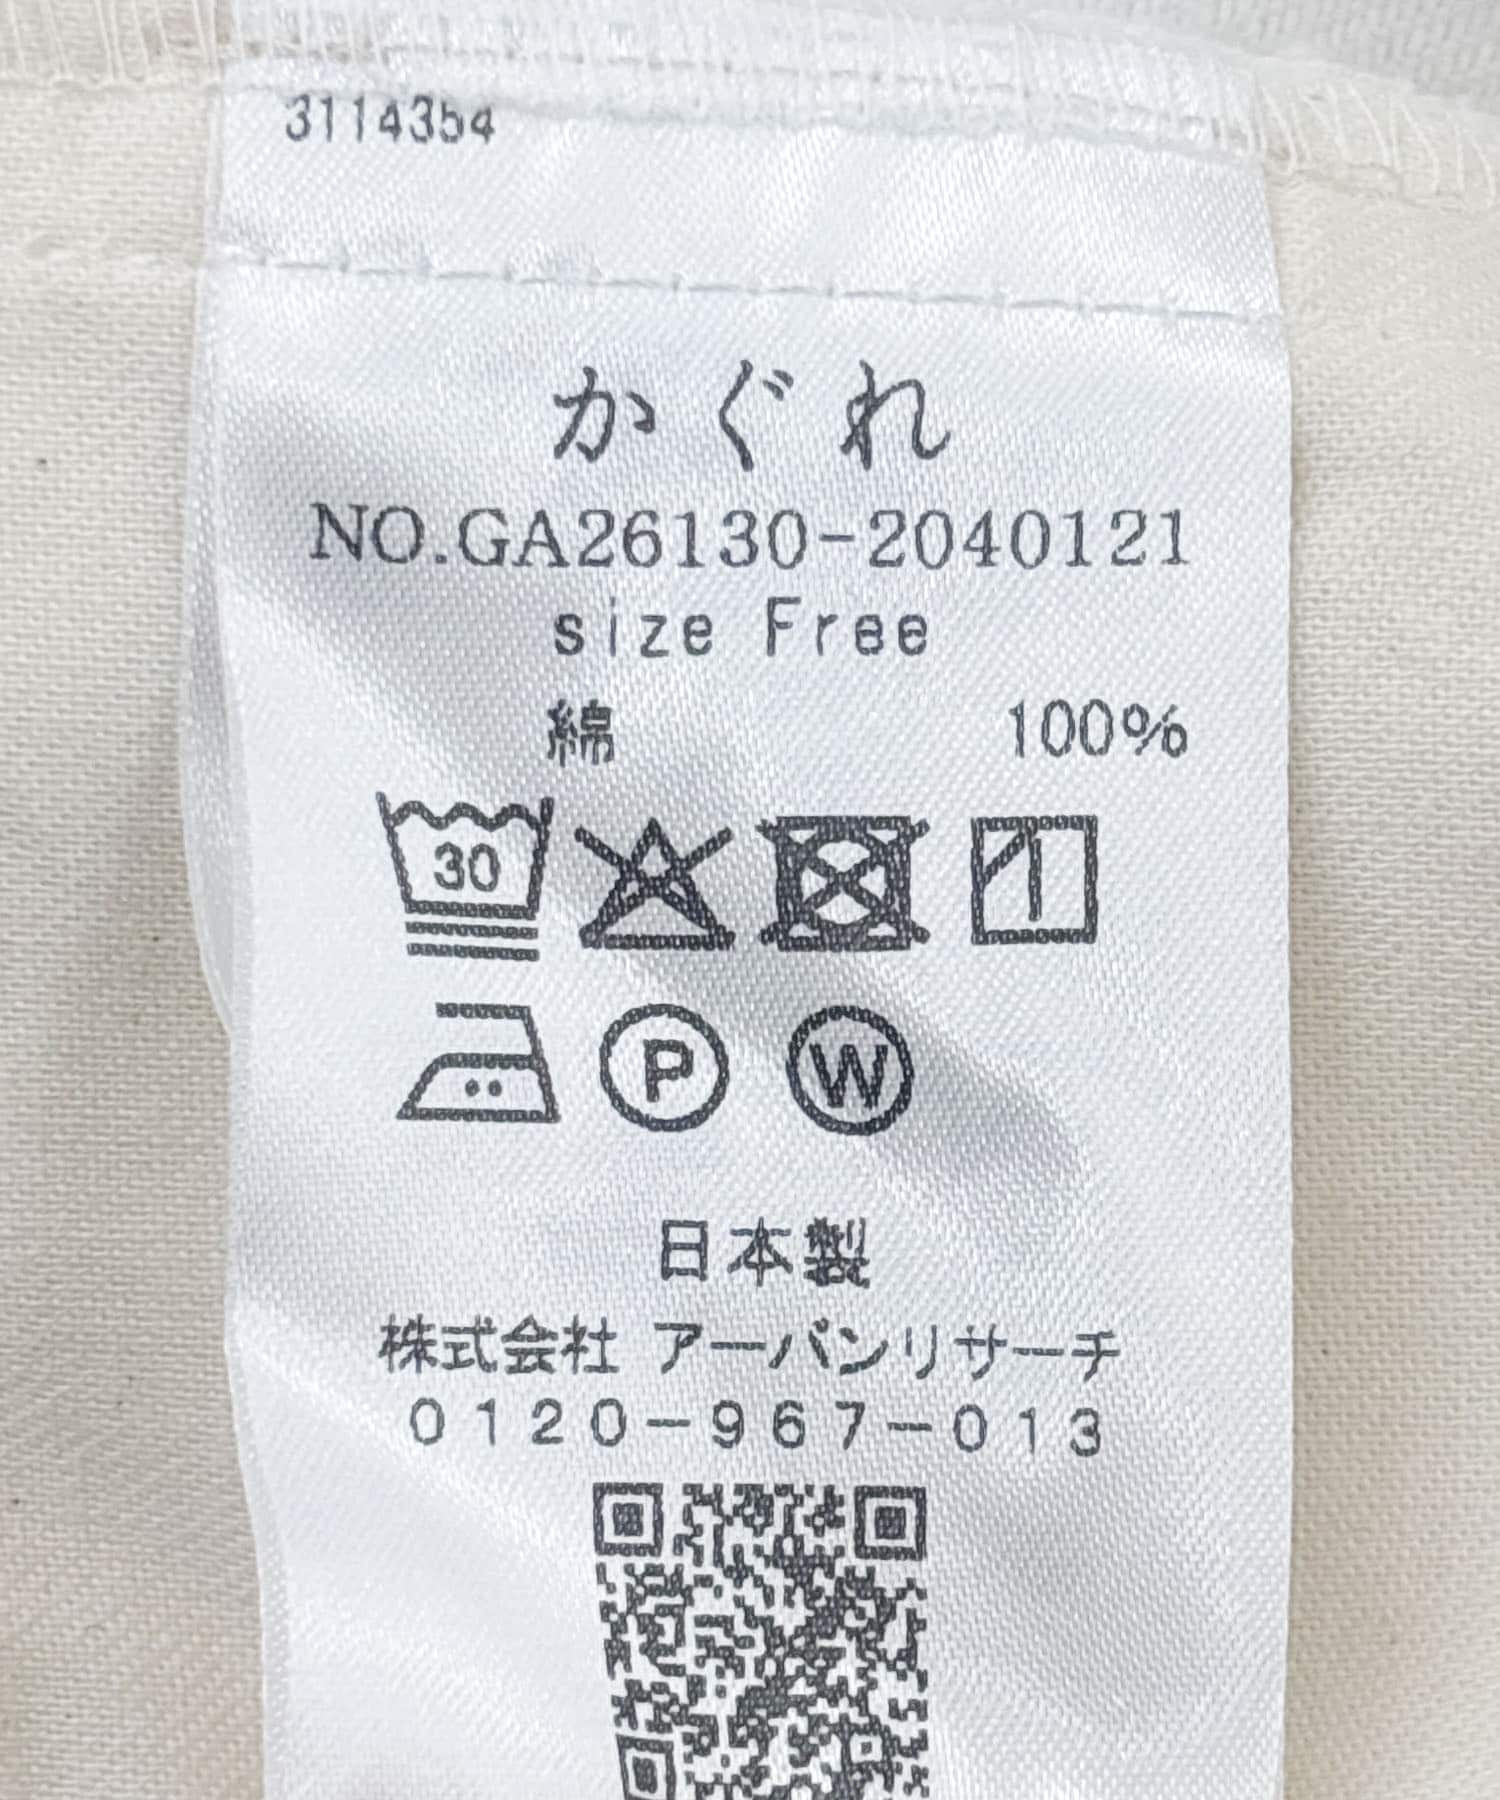 3114354
かぐれ
NO.GA26130-2040121
size Free
綿 100%
30
P W
日本製
株式会社 アーバンリサーチ
0120-967-013